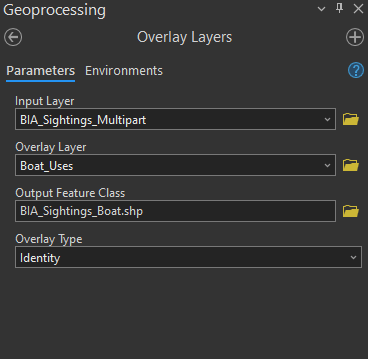 Geoprocessing
Overlay Layers
Parameters Environments
Input Layer
BIA_Sightings_Multipart
Overlay Layer
Boat_Uses
Output Feature Class
BIA_Sightings_Boat.shp
Overlay Type
Identity